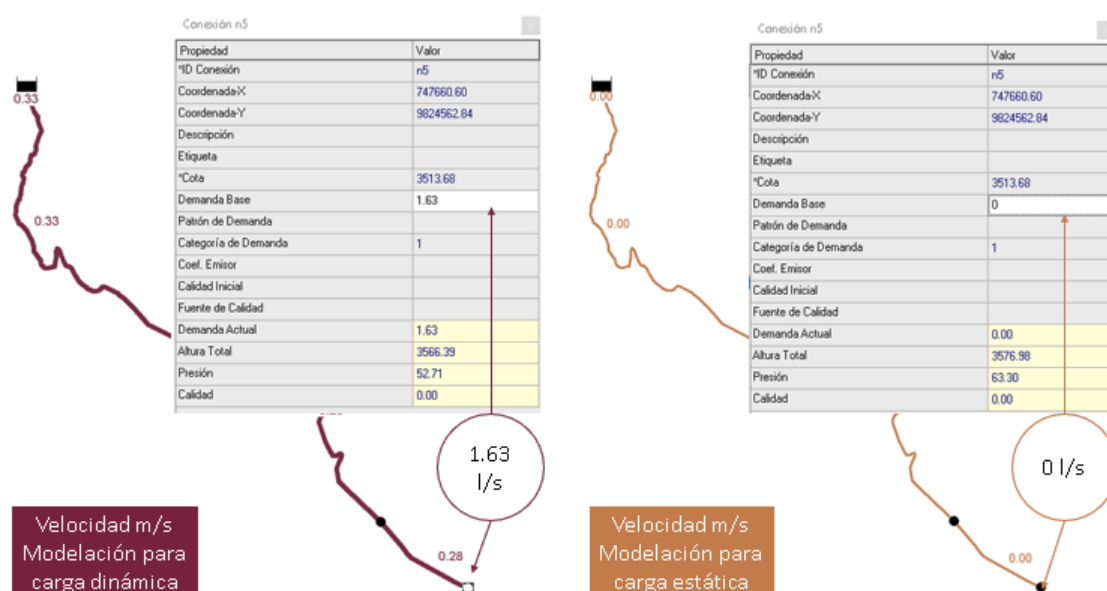 Conexión n5
Propiedad Valor
*ID Conexión n5
Coordenada-X 747660.60
Coordenada-Y 9824562.84
Descripción
Etiqueta
*Cota 3513.68
Demanda Base 1.63
Patrón de Demanda
Categoría de Demanda 1
Coef. Emisor
Calidad Inicial
Fuente de Calidad
Demanda Actual 1.63
Altura Total 3566.39
Presión 52.71
Calidad 0.00
0.33
0.33
1.63
l/s
0.28
Velocidad m/s
Modelación para
carga dinámica
Conexión n5
Propiedad Valor
*ID Conexión n5
Coordenada-X 747660.60
Coordenada-Y 9824562.84
Descripción
Etiqueta
*Cota 3513.68
Demanda Base 0
Patrón de Demanda
Categoría de Demanda 1
Coef. Emisor
Calidad Inicial
Fuente de Calidad
Demanda Actual 0.00
Altura Total 3576.98
Presión 63.30
Calidad 0.00
0.00
0.00
0 l/s
0.00
Velocidad m/s
Modelación para
carga estática